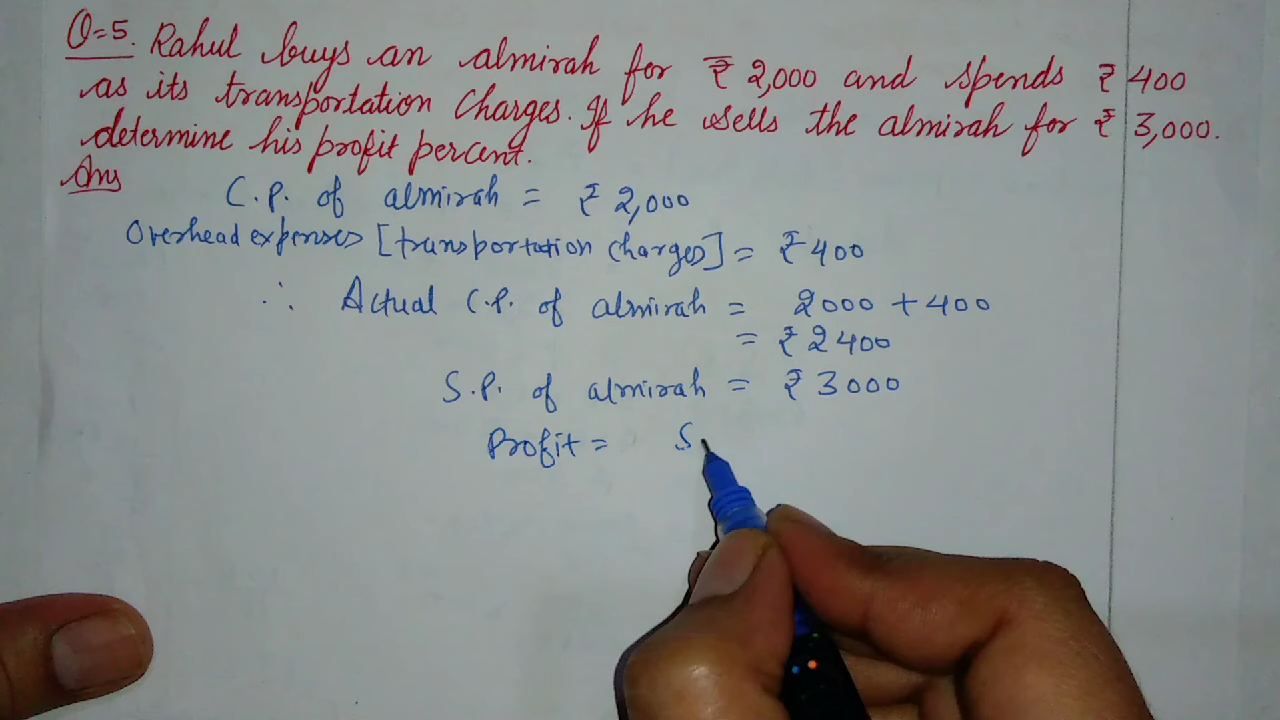 Q=5. Rahul buys an almirah for ₹ 2,000 and spends ₹ 400
as its transportation charges. If he sells the almirah for ₹ 3,000.
determine his profit percent.
Ans
C.P. of almirah = ₹ 2,000
Overhead expenses [transportation charges] = ₹ 400
∴ Actual C.P. of almirah = 2000 + 400
= ₹ 2400
S.P. of almirah = ₹ 3000
Profit = S